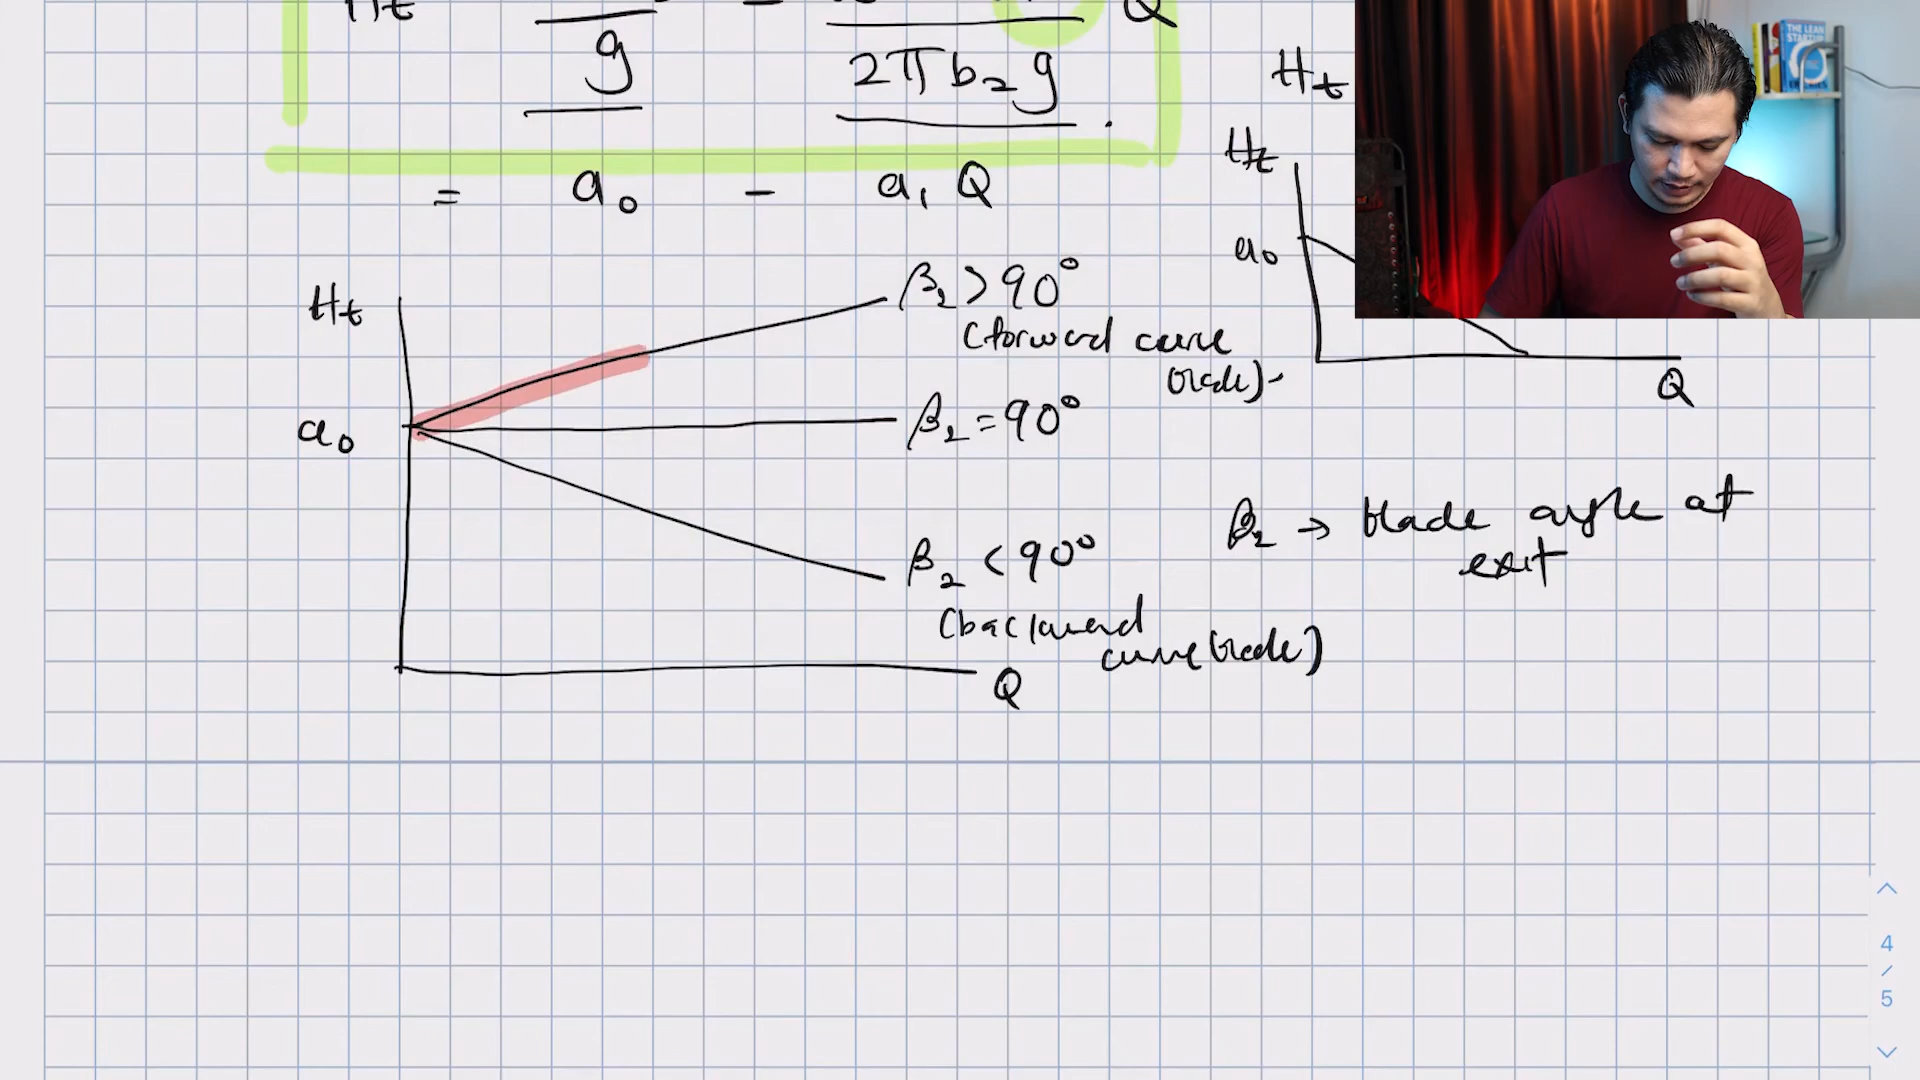 Ht g - 2πb₂g Q
= a₀ - a₁Q
Ht
a₀
Q
β₂ > 90°
(forward curve
blade)
β₂ = 90°
β₂ < 90°
(backward
curve blade)
Ht
Ht
a₀
Q
β₂ → blade angle at
exit
THE LEAN
STARTUP
4
/
5